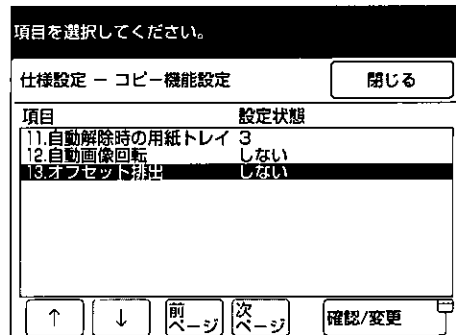 項目を選択してください。
仕様設定 － コピー機能設定
閉じる
項目 設定状態
11.自動解除時の用紙トレイ 3
12.自動画像回転 しない
13.オフセット排出 しない
↑ ↓ 前ページ 次ページ 確認/変更